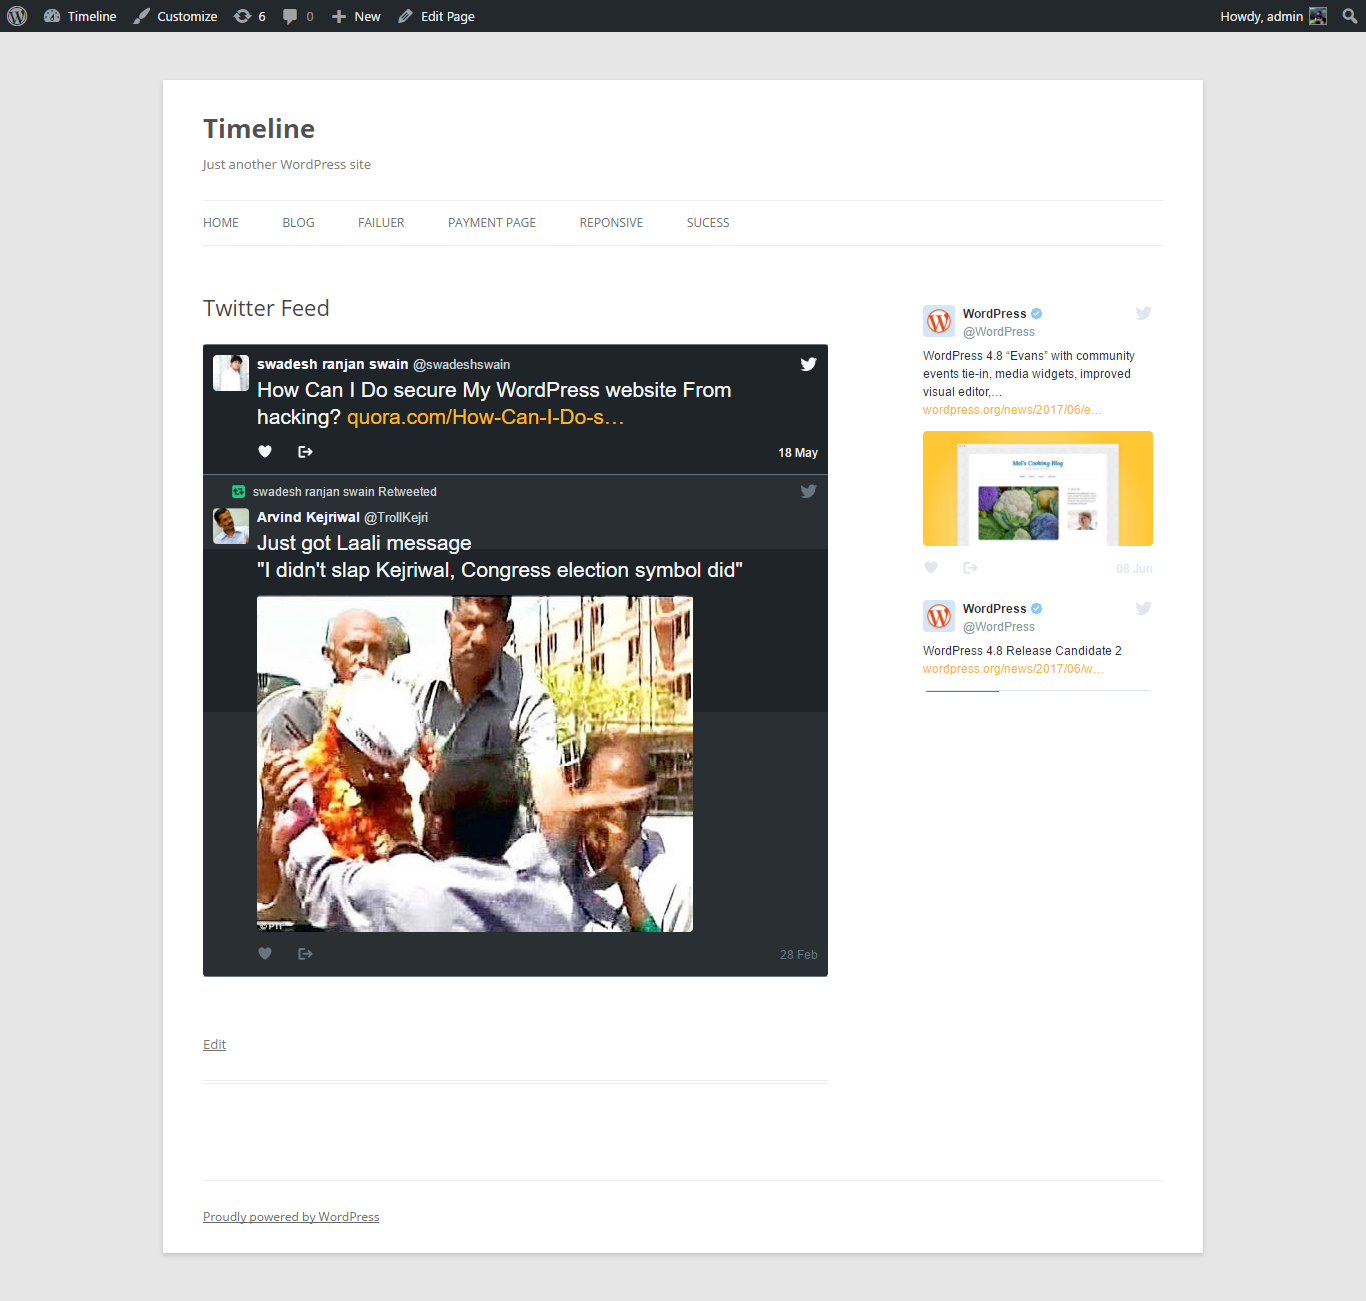 Timeline
Customize
6
0
New
Edit Page
Howdy, admin
Timeline
Just another WordPress site
HOME
BLOG
FAILUER
PAYMENT PAGE
REPONSIVE
SUCESS
Twitter Feed
swadesh ranjan swain @swadeshswain
How Can I Do secure My WordPress website From
hacking? quora.com/How-Can-I-Do-s…
18 May
swadesh ranjan swain Retweeted
Arvind Kejriwal @TrollKejri
Just got Laali message
"I didn't slap Kejriwal, Congress election symbol did"
© PTI
28 Feb
Edit
WordPress
@WordPress
WordPress 4.8 “Evans” with community
events tie-in, media widgets, improved
visual editor,…
wordpress.org/news/2017/06/e…
Mel's Cooking Blog
08 Jun
WordPress
@WordPress
WordPress 4.8 Release Candidate 2
wordpress.org/news/2017/06/w…
Proudly powered by WordPress